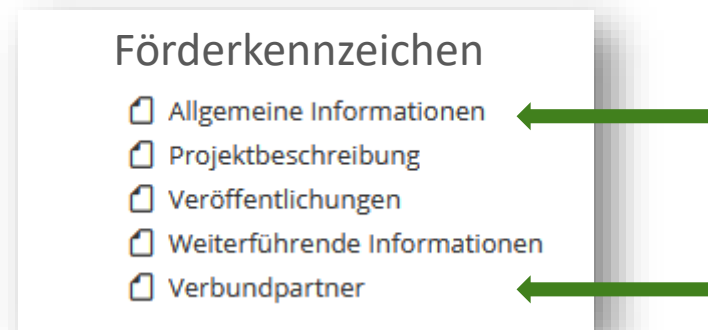 Förderkennzeichen
Allgemeine Informationen
Projektbeschreibung
Veröffentlichungen
Weiterführende Informationen
Verbundpartner